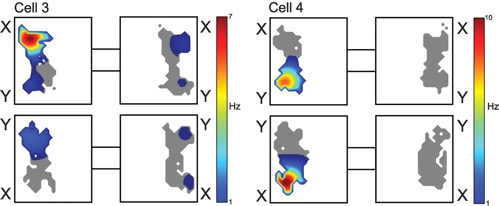 Cell 3
Cell 4
X X 7 X X 10
Y Y Hz Y Y Hz
Y Y Y Y
X X 1 X X 1